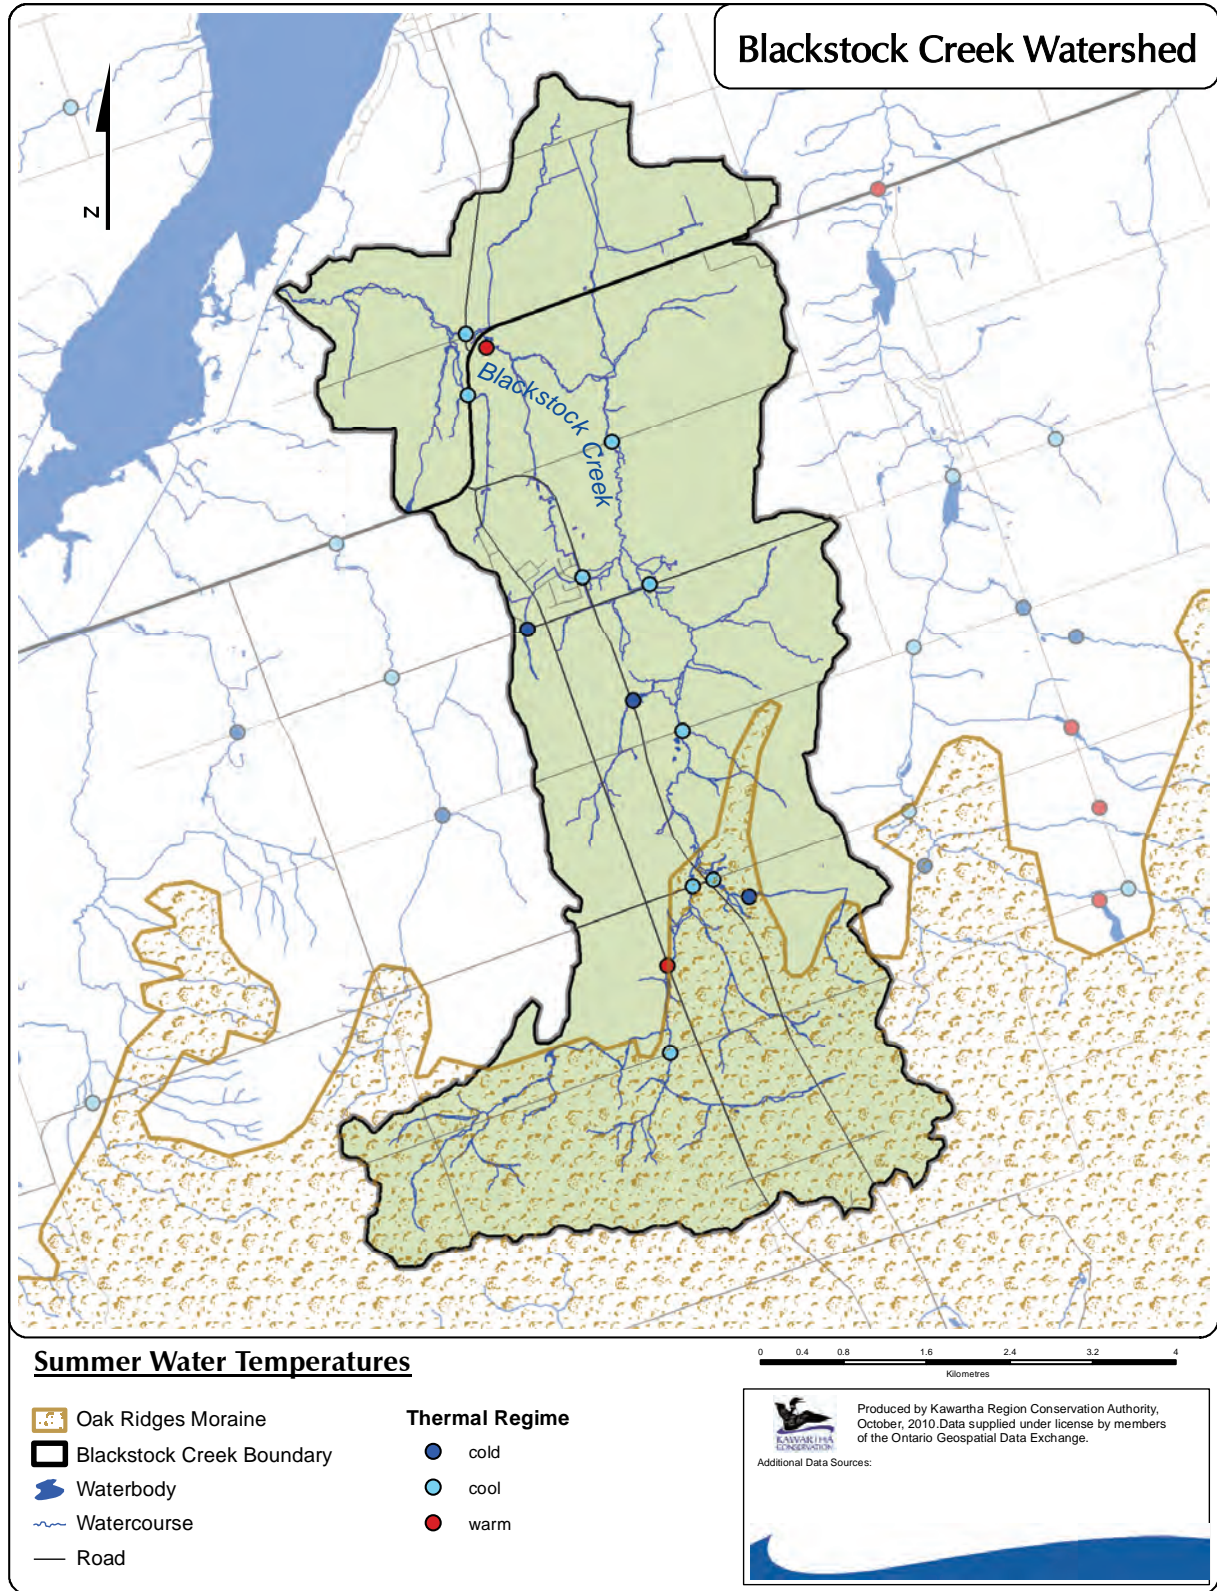 Blackstock Creek Watershed
N
Blackstock Creek
Summer Water Temperatures
Oak Ridges Moraine
Blackstock Creek Boundary
Waterbody
Watercourse
Road
Thermal Regime
cold
cool
warm
0 0.4 0.8 1.6 2.4 3.2 4
Kilometres
KAWARTHA
CONSERVATION
Produced by Kawartha Region Conservation Authority,
October, 2010.Data supplied under license by members
of the Ontario Geospatial Data Exchange.
Additional Data Sources: